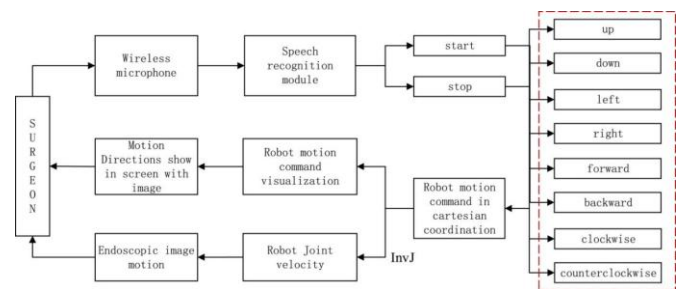 SURGEON
Wireless
microphone
Speech
recognition
module
start
stop
up
down
left
right
forward
backward
clockwise
counterclockwise
Motion
Directions show
in screen with
image
Robot motion
command
visualization
Robot motion
command in
cartesian
coordination
Endoscopic image
motion
Robot Joint
velocity
InvJ